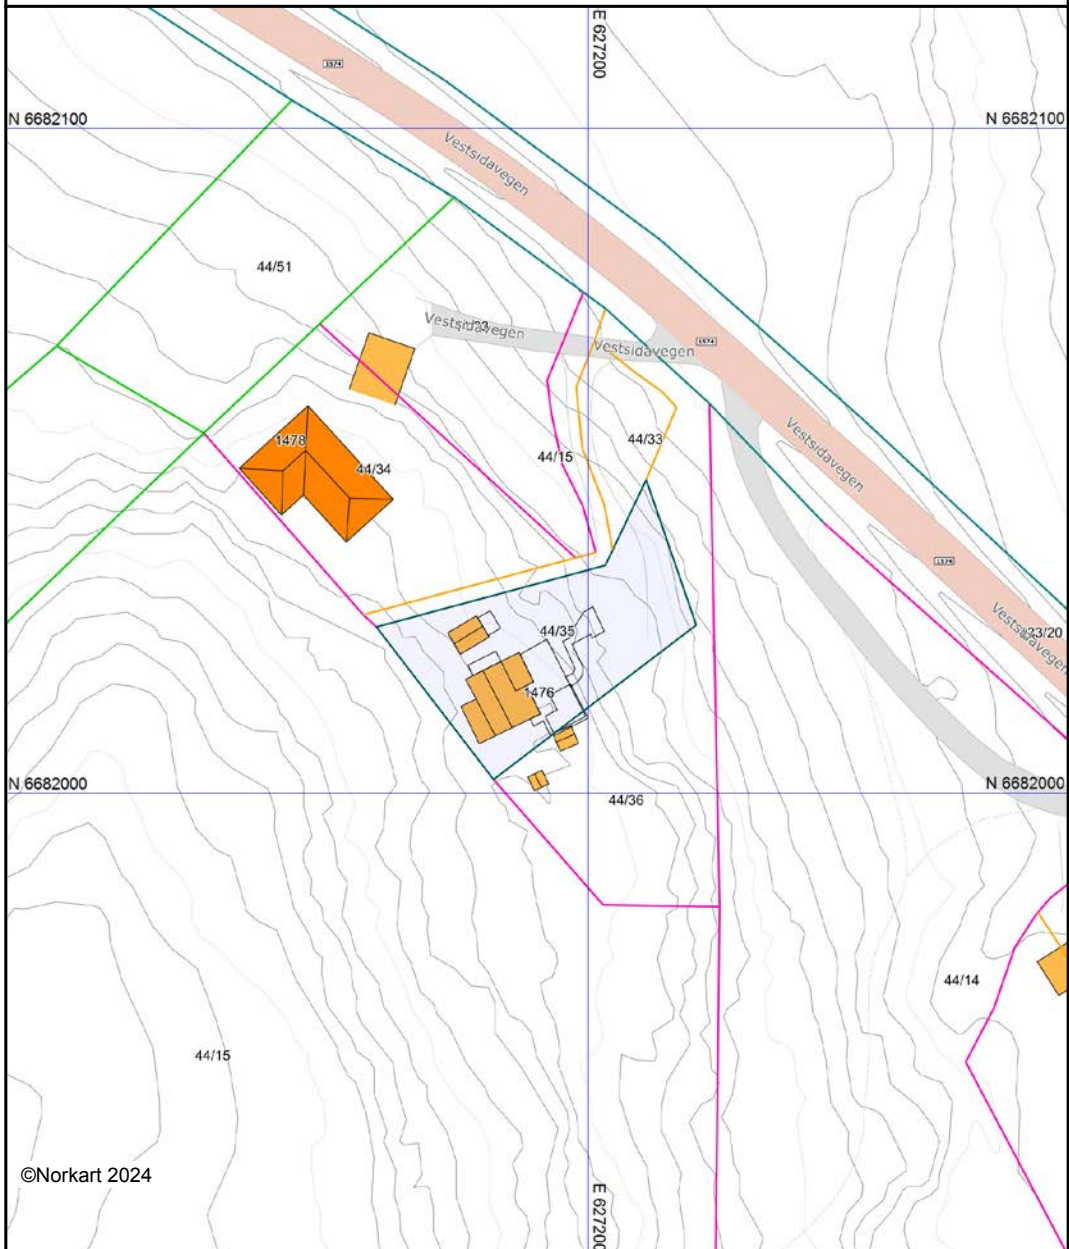 E 627200
1574
N 6682100
N 6682100
Vestsidavegen
44/51
Vestsidavegen
Vestsidavegen
1574
1478
44/34
44/33
44/15
Vestsidavegen
1574
Vestsidavegen
23/20
44/35
1476
N 6682000
N 6682000
44/36
44/14
44/15
©Norkart 2024
E 627200